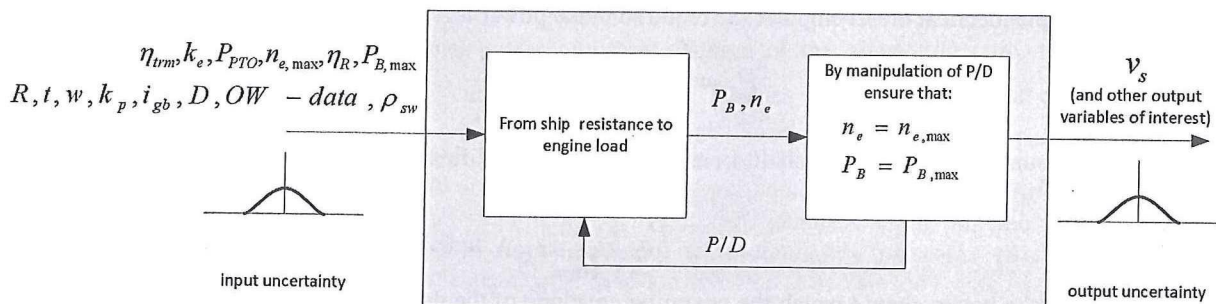 η_trm, k_e, P_PTO, n_e,max, η_R, P_B,max
R, t, w, k_p, i_gb, D, OW – data, ρ_sw
input uncertainty
From ship resistance to
engine load
P_B, n_e
By manipulation of P/D
ensure that:
n_e = n_e,max
P_B = P_B,max
P/D
v_s
(and other output
variables of interest)
output uncertainty